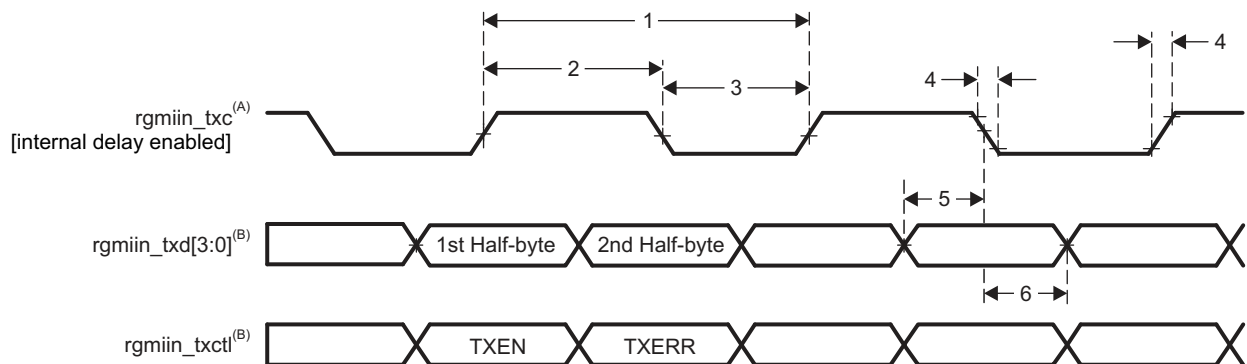 1
2
3
4
4
rgmiin_txc(A)
[internal delay enabled]
5
rgmiin_txd[3:0](B)
1st Half-byte
2nd Half-byte
6
rgmiin_txctl(B)
TXEN
TXERR